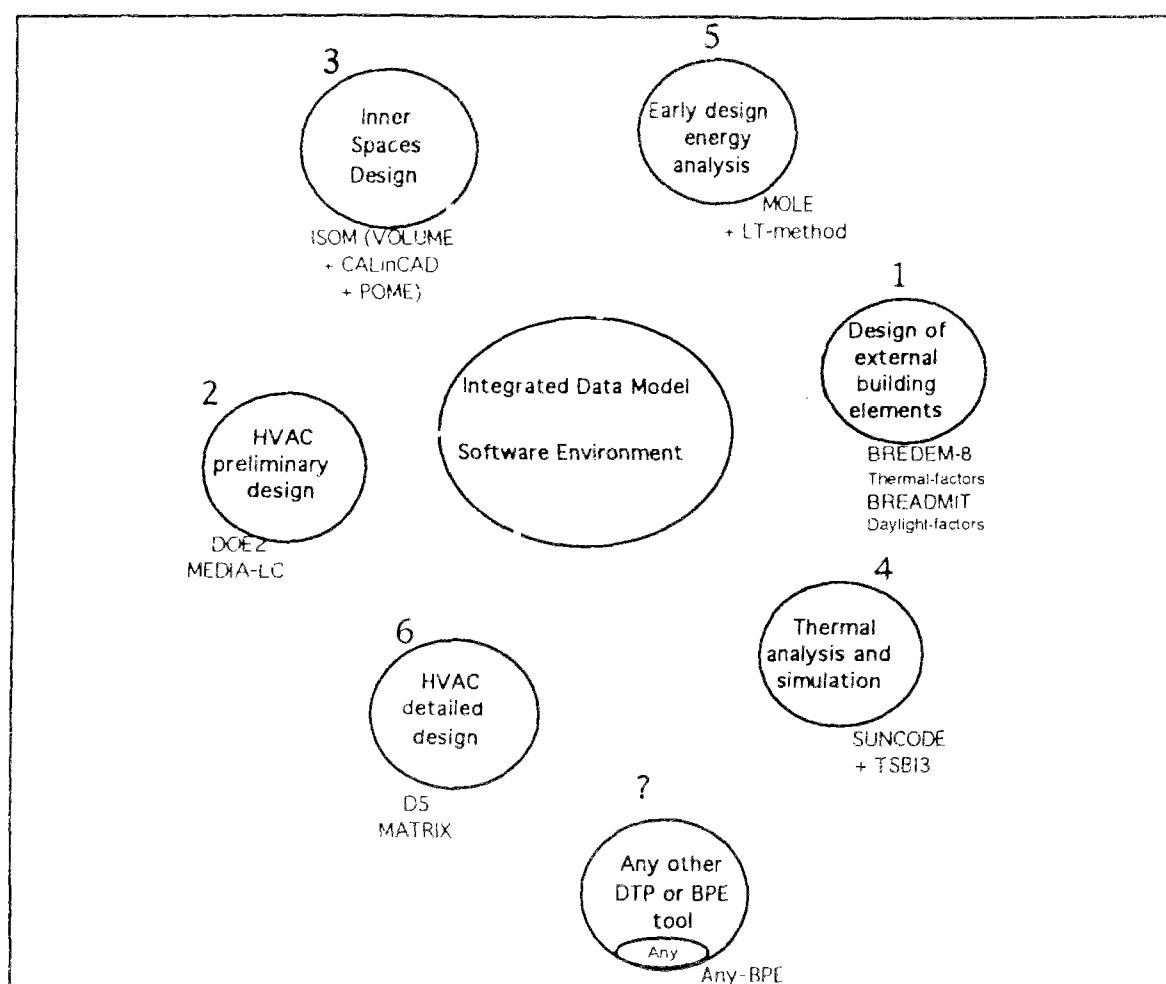 5
Early design
energy
analysis
MOLE
+ LT-method
3
Inner
Spaces
Design
ISOM (VOLUME
+ CALinCAD
+ POME)
1
Design of
external
building
elements
BREDEM-8
Thermal-factors
BREADMIT
Daylight-factors
Integrated Data Model
Software Environment
2
HVAC
preliminary
design
DOE2
MEDIA-LC
4
Thermal
analysis and
simulation
SUNCODE
+ TSBI3
6
HVAC
detailed
design
D5
MATRIX
?
Any other
DTP or BPE
tool
Any
Any-BPE